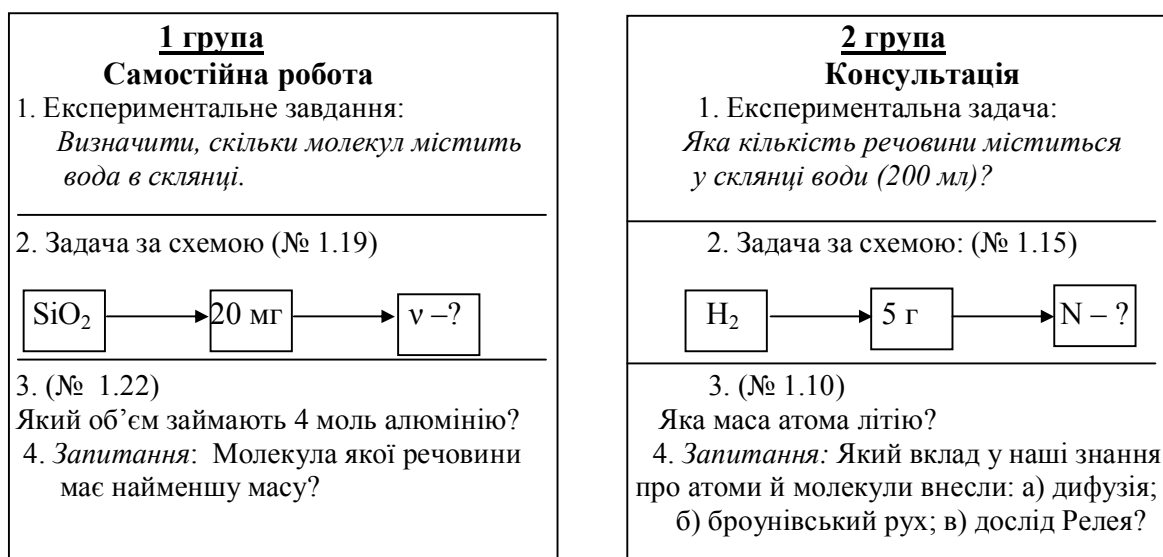 1 група
Самостійна робота
1. Експериментальне завдання:
Визначити, скільки молекул містить
вода в склянці.
2. Задача за схемою (№ 1.19)
SiO₂
20 мг
ν –?
3. (№ 1.22)
Який об’єм займають 4 моль алюмінію?
4. Запитання: Молекула якої речовини
має найменшу масу?
2 група
Консультація
1. Експериментальна задача:
Яка кількість речовини міститься
у склянці води (200 мл)?
2. Задача за схемою: (№ 1.15)
H₂
5 г
N – ?
3. (№ 1.10)
Яка маса атома літію?
4. Запитання: Який вклад у наші знання
про атоми й молекули внесли: а) дифузія;
б) броунівський рух; в) дослід Релея?